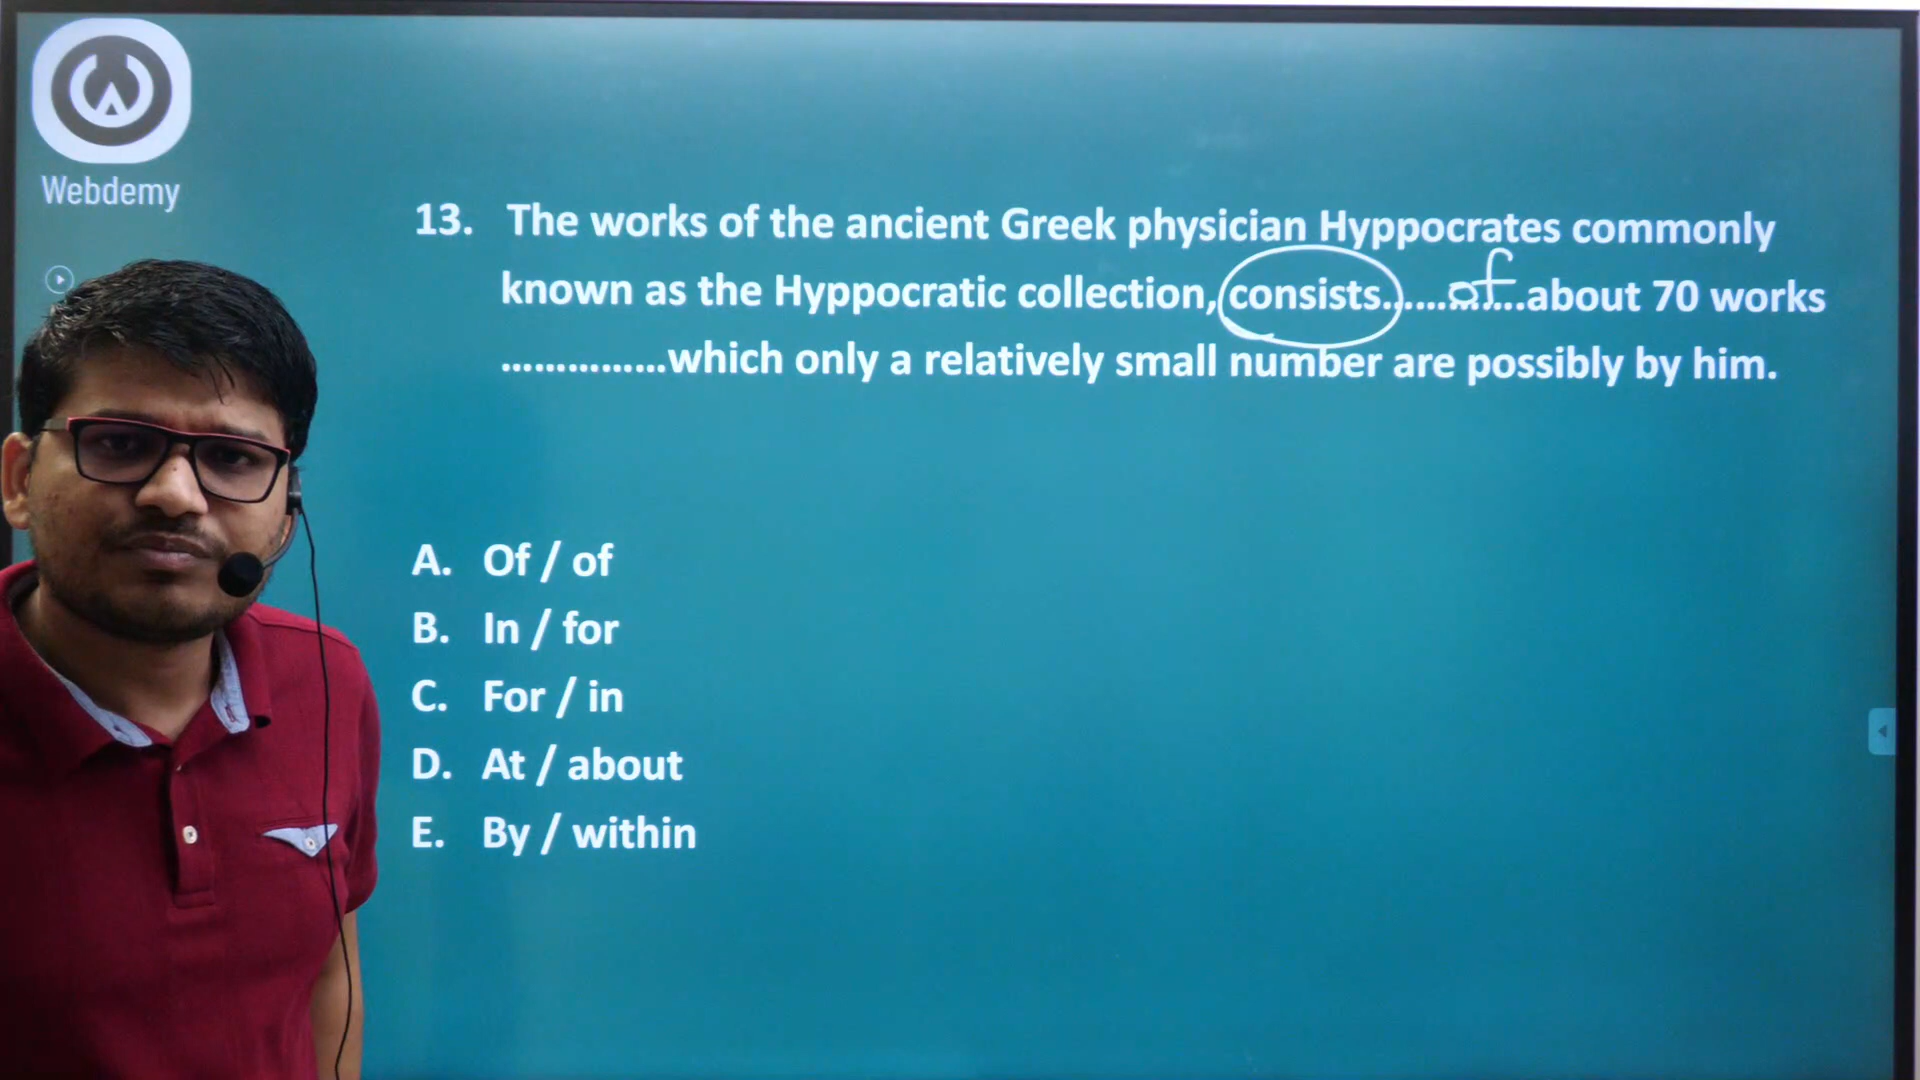 Webdemy
13. The works of the ancient Greek physician Hyppocrates commonly
known as the Hyppocratic collection, consists......of......about 70 works
................which only a relatively small number are possibly by him.
A. Of / of
B. In / for
C. For / in
D. At / about
E. By / within